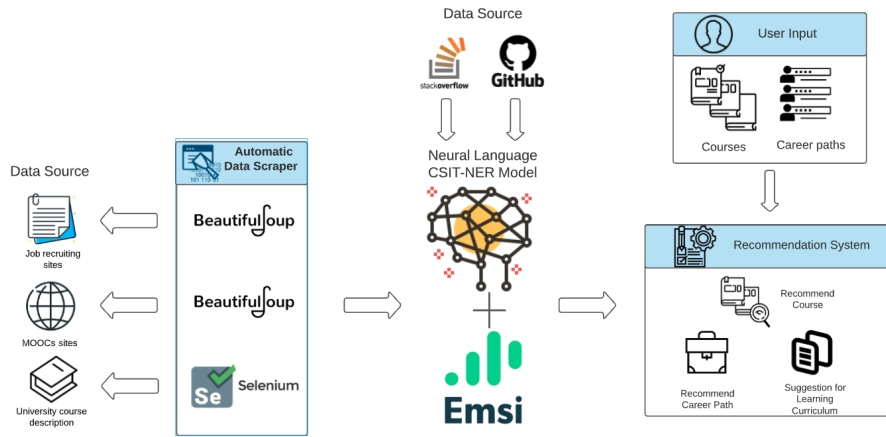 Data Source
Job recruiting
sites
MOOCs sites
University course
description
Automatic
Data Scraper
BeautifulSoup
BeautifulSoup
Se
Selenium
Data Source
stackoverflow
GitHub
Neural Language
CSIT-NER Model
+
Emsi
User Input
Courses
Career paths
Recommendation System
Recommend
Course
Recommend
Career Path
Suggestion for
Learning
Curriculum